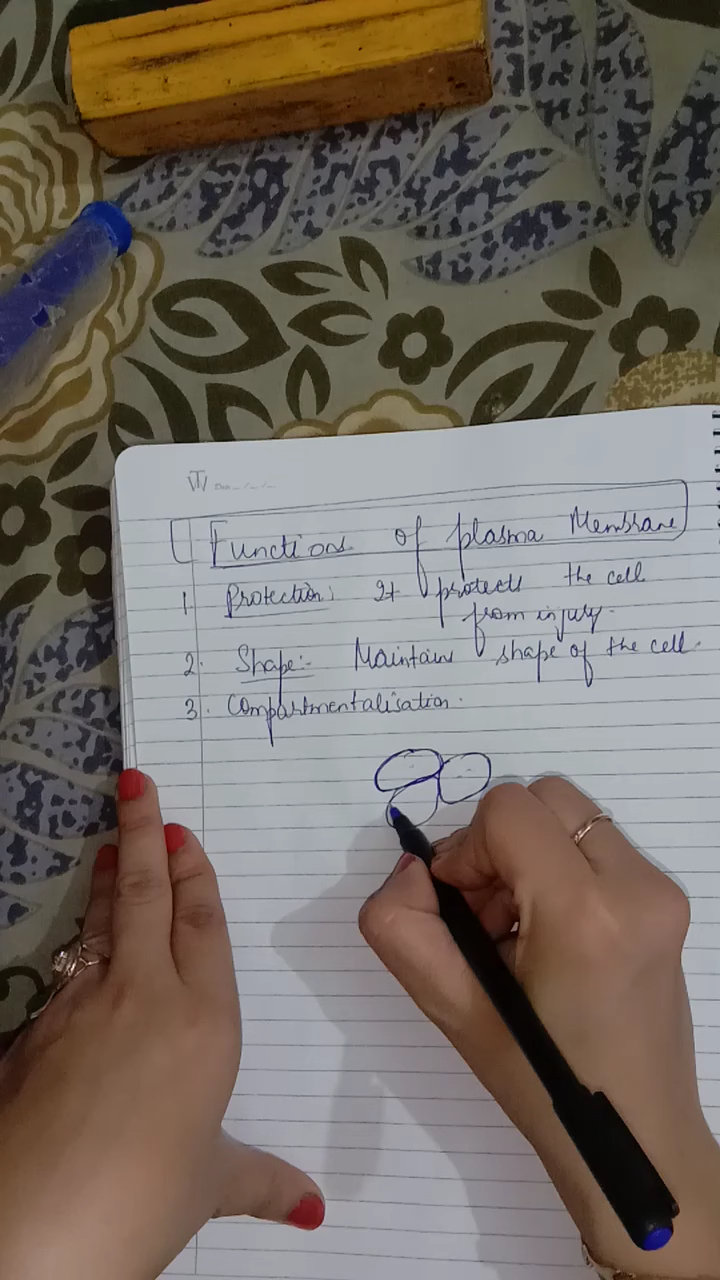 Functions of plasma Membrane
1. Protection: It protects the cell
from injury.
2. Shape:- Maintain shape of the cell.
3. Compartmentalisation.